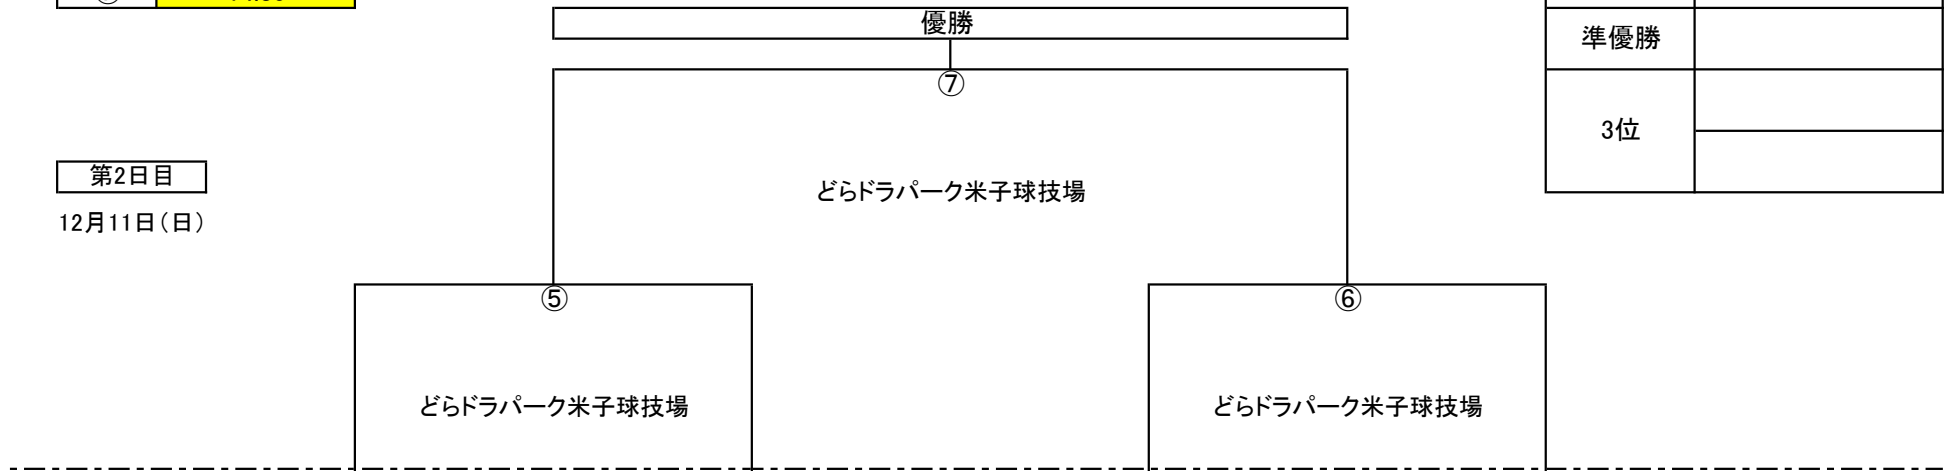 優勝
準優勝
⑦
3位
第2日目
どらドラパーク米子球技場
12月11日（日）
⑤
⑥
どらドラパーク米子球技場
どらドラパーク米子球技場